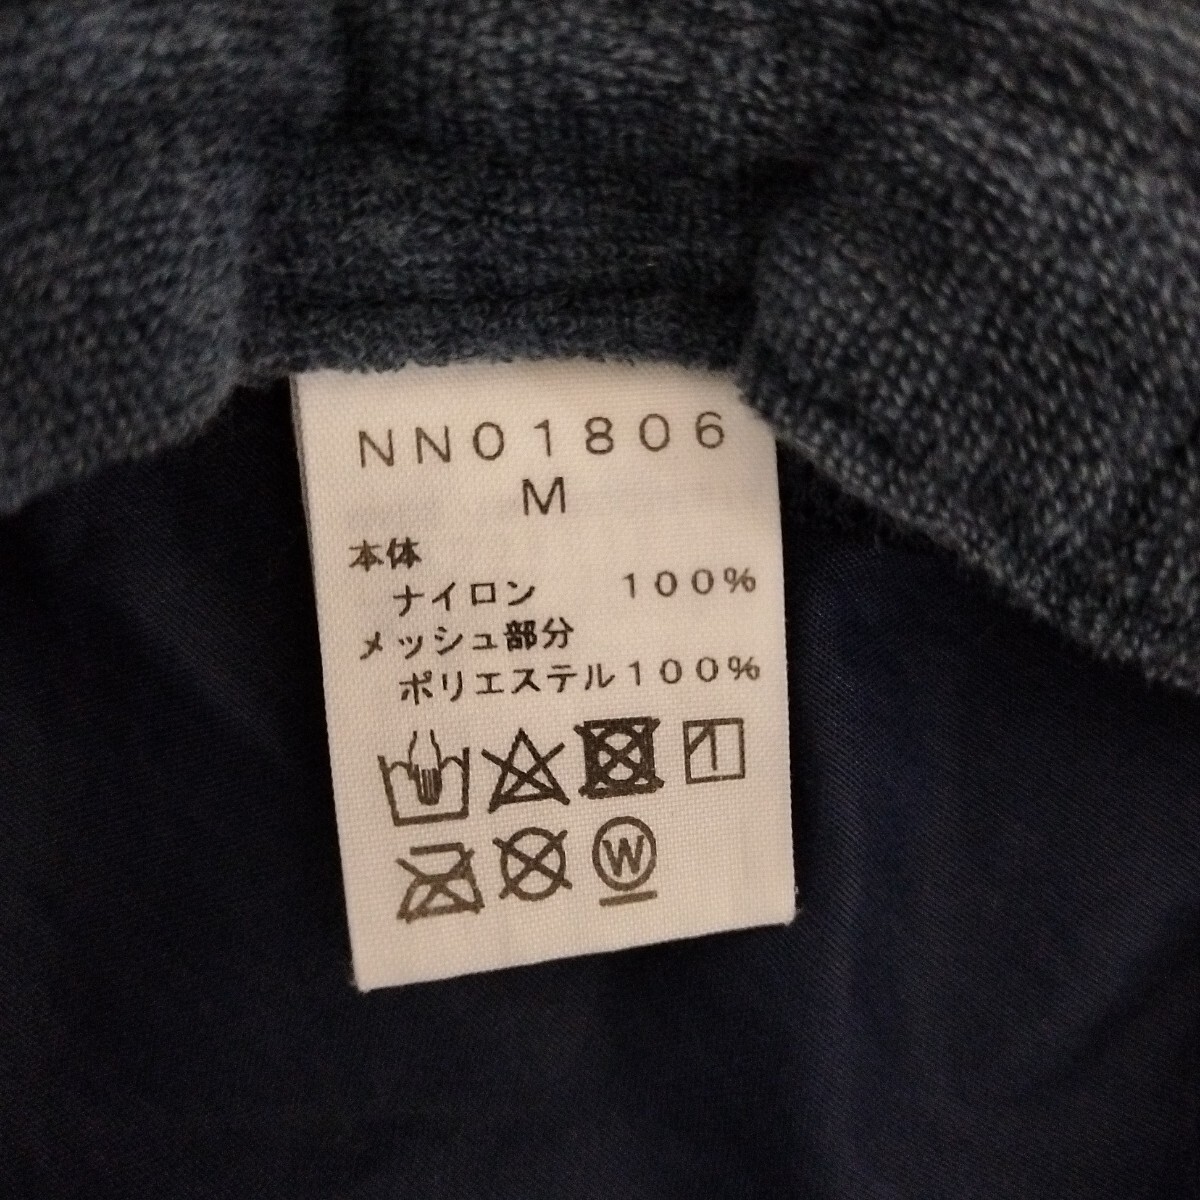 NN01806
M
本体
ナイロン 100%
メッシュ部分
ポリエステル100%
W